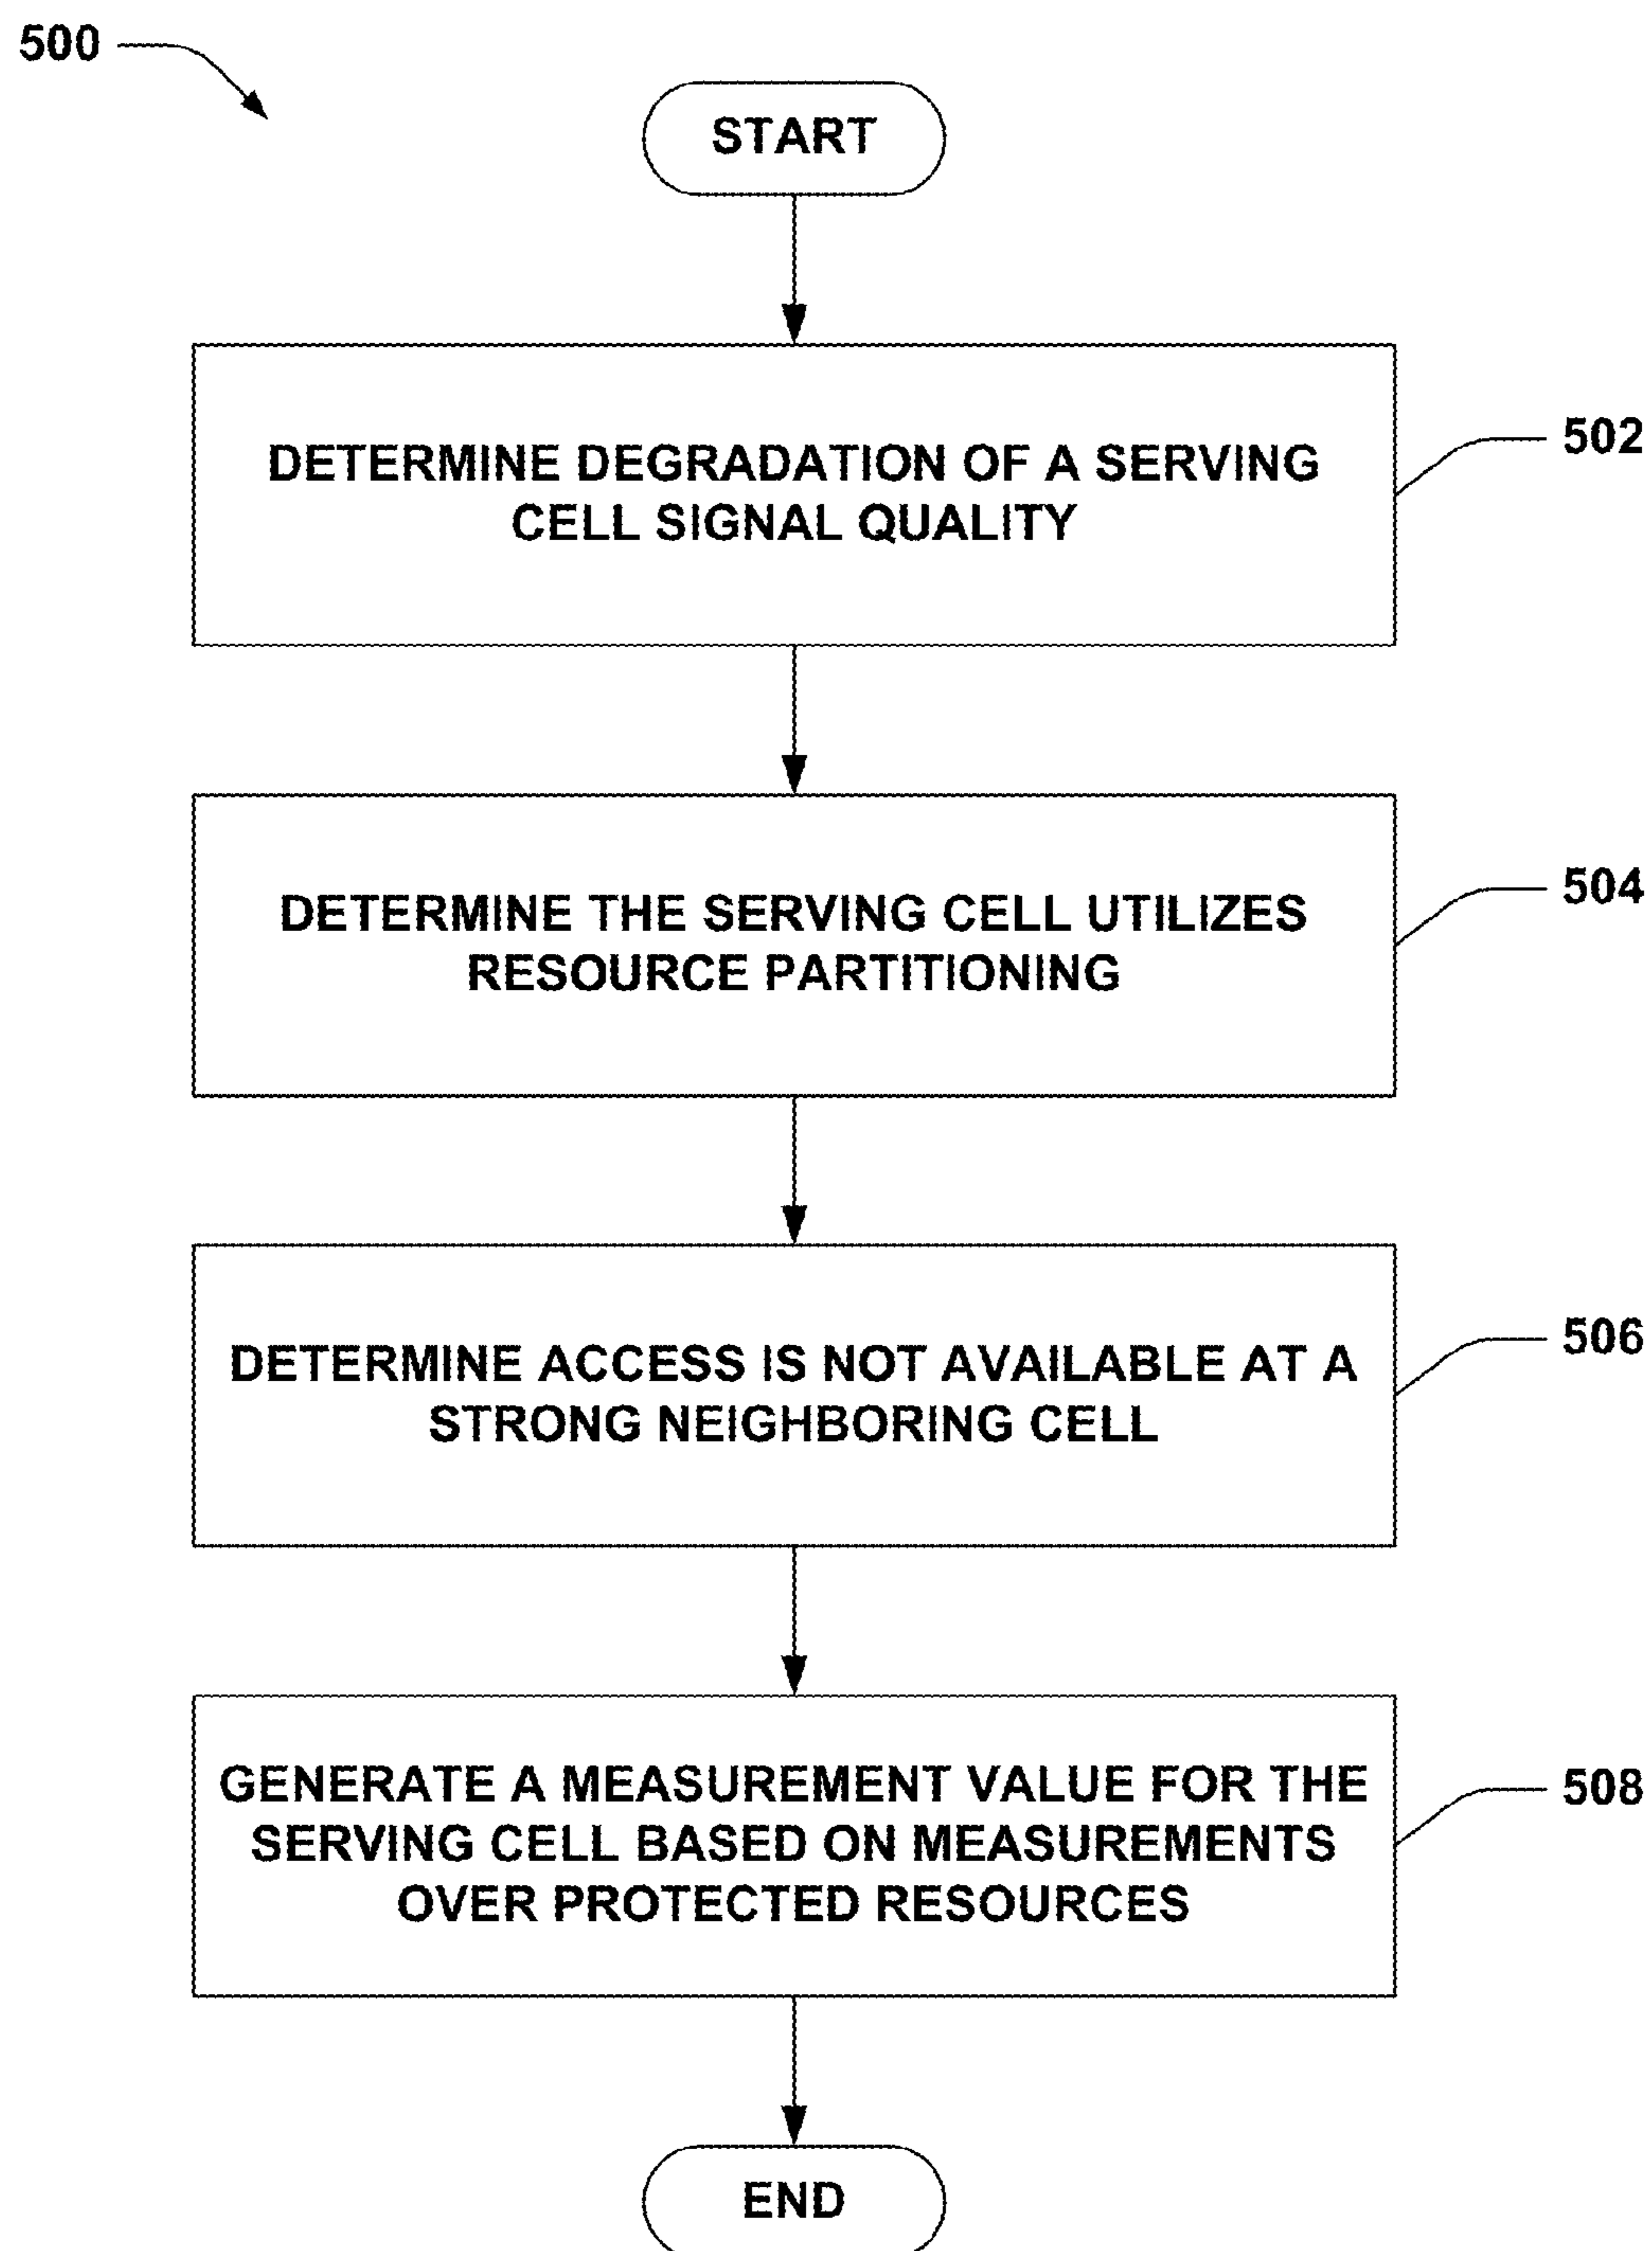 500
START
DETERMINE DEGRADATION OF A SERVING
CELL SIGNAL QUALITY
502
DETERMINE THE SERVING CELL UTILIZES
RESOURCE PARTITIONING
504
DETERMINE ACCESS IS NOT AVAILABLE AT A
STRONG NEIGHBORING CELL
506
GENERATE A MEASUREMENT VALUE FOR THE
SERVING CELL BASED ON MEASUREMENTS
OVER PROTECTED RESOURCES
508
END